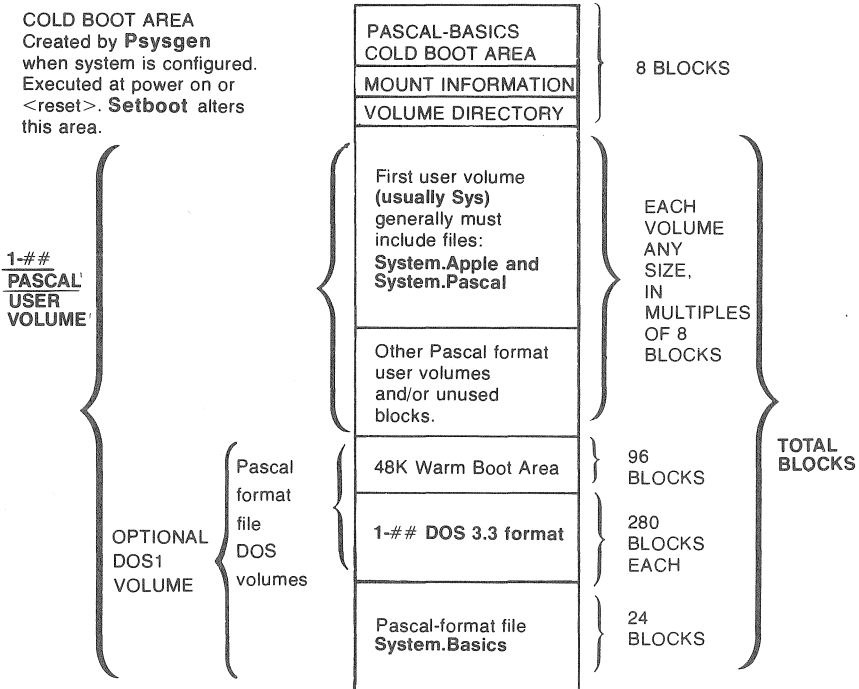 COLD BOOT AREA
Created by Psysgen
when system is configured.
Executed at power on or
<reset>. Setboot alters
this area.
PASCAL-BASICS
COLD BOOT AREA
MOUNT INFORMATION
VOLUME DIRECTORY
8 BLOCKS
1-##
PASCAL
USER
VOLUME
First user volume
(usually Sys)
generally must
include files:
System.Apple and
System.Pascal
EACH
VOLUME
ANY
SIZE,
IN
MULTIPLES
OF 8
BLOCKS
Other Pascal format
user volumes
and/or unused
blocks.
TOTAL
BLOCKS
48K Warm Boot Area
96
BLOCKS
OPTIONAL
DOS1
VOLUME
Pascal
format
file
DOS
volumes
1-## DOS 3.3 format
280
BLOCKS
EACH
Pascal-format file
System.Basics
24
BLOCKS